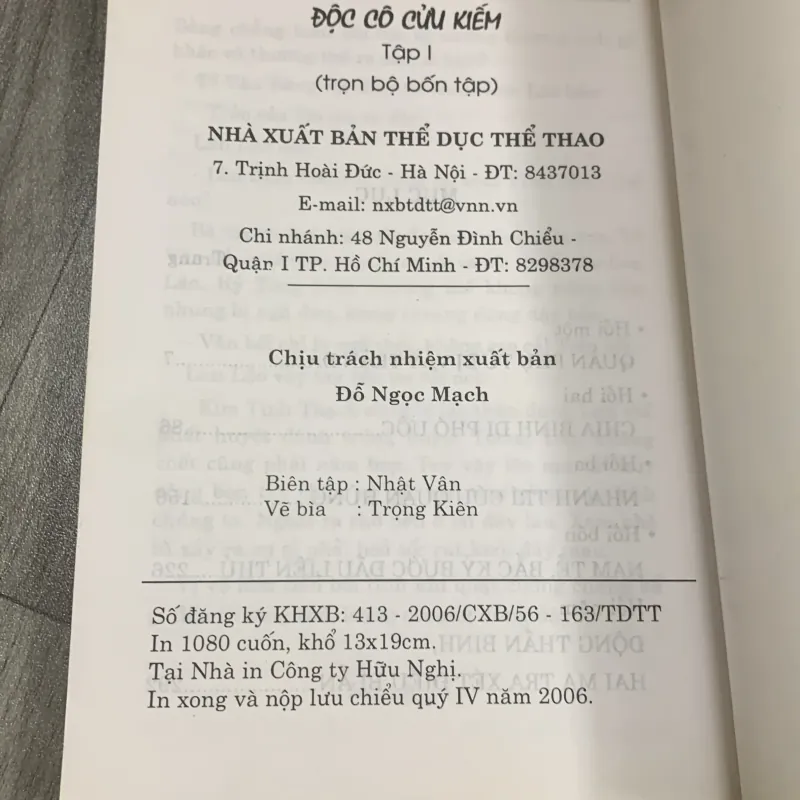 ĐỘC CÔ CỬU KIẾM
Tập I
(trọn bộ bốn tập)
NHÀ XUẤT BẢN THỂ DỤC THỂ THAO
7. Trịnh Hoài Đức - Hà Nội - ĐT: 8437013
E-mail: nxbtdtt@vnn.vn
Chi nhánh: 48 Nguyễn Đình Chiểu -
Quận I TP. Hồ Chí Minh - ĐT: 8298378
Chịu trách nhiệm xuất bản
Đỗ Ngọc Mạch
Biên tập : Nhật Vân
Vẽ bìa : Trọng Kiên
Số đăng ký KHXB: 413 - 2006/CXB/56 - 163/TDTT
In 1080 cuốn, khổ 13x19cm.
Tại Nhà in Công ty Hữu Nghị.
In xong và nộp lưu chiểu quý IV năm 2006.